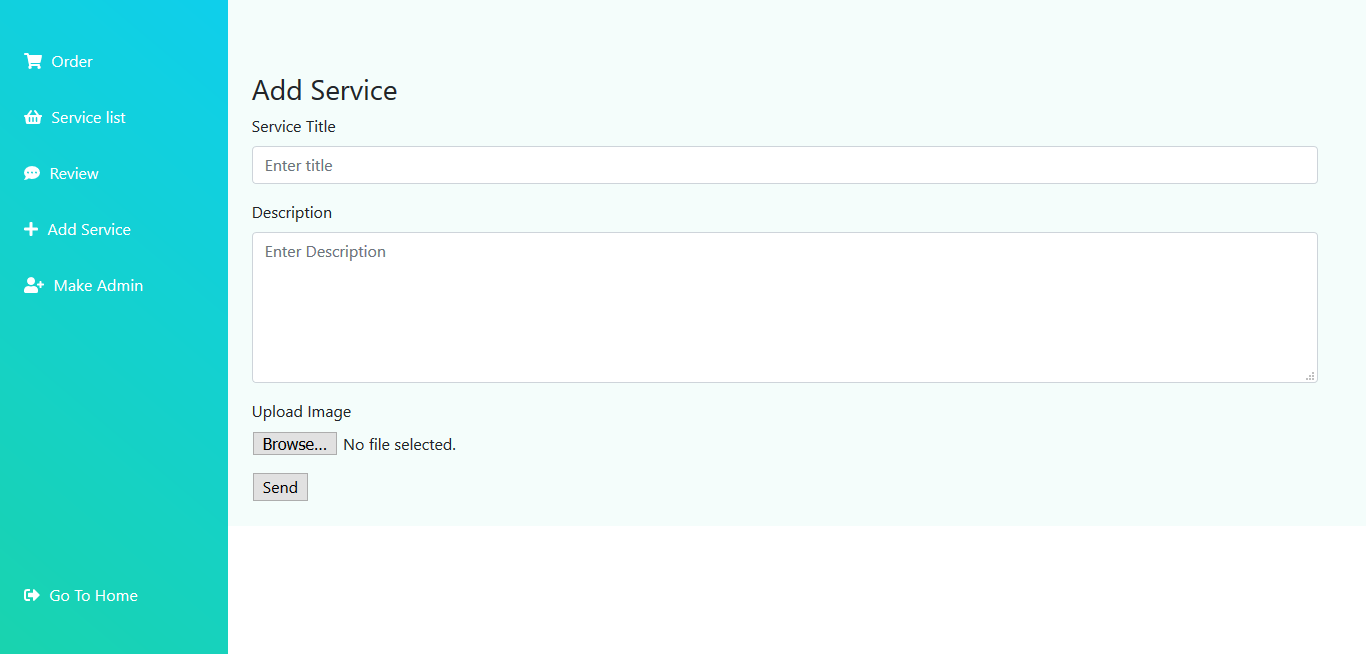 Order
Service list
Review
Add Service
Make Admin
Go To Home
Add Service
Service Title
Enter title
Description
Enter Description
Upload Image
Browse... No file selected.
Send